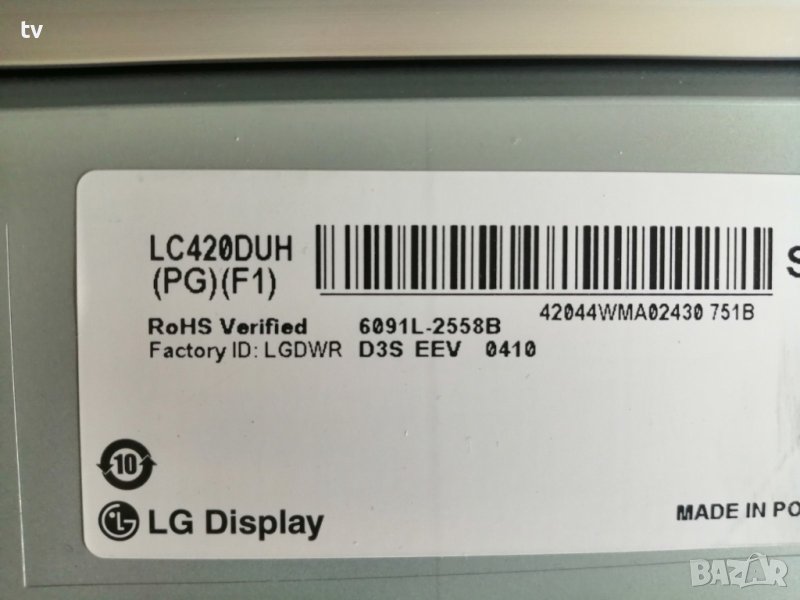 tv
LC420DUH
(PG)(F1)
S
42044WMA02430 751B
RoHS Verified 6091L-2558B
Factory ID: LGDWR D3S EEV 0410
10
LG Display
MADE IN PO
BAZAR